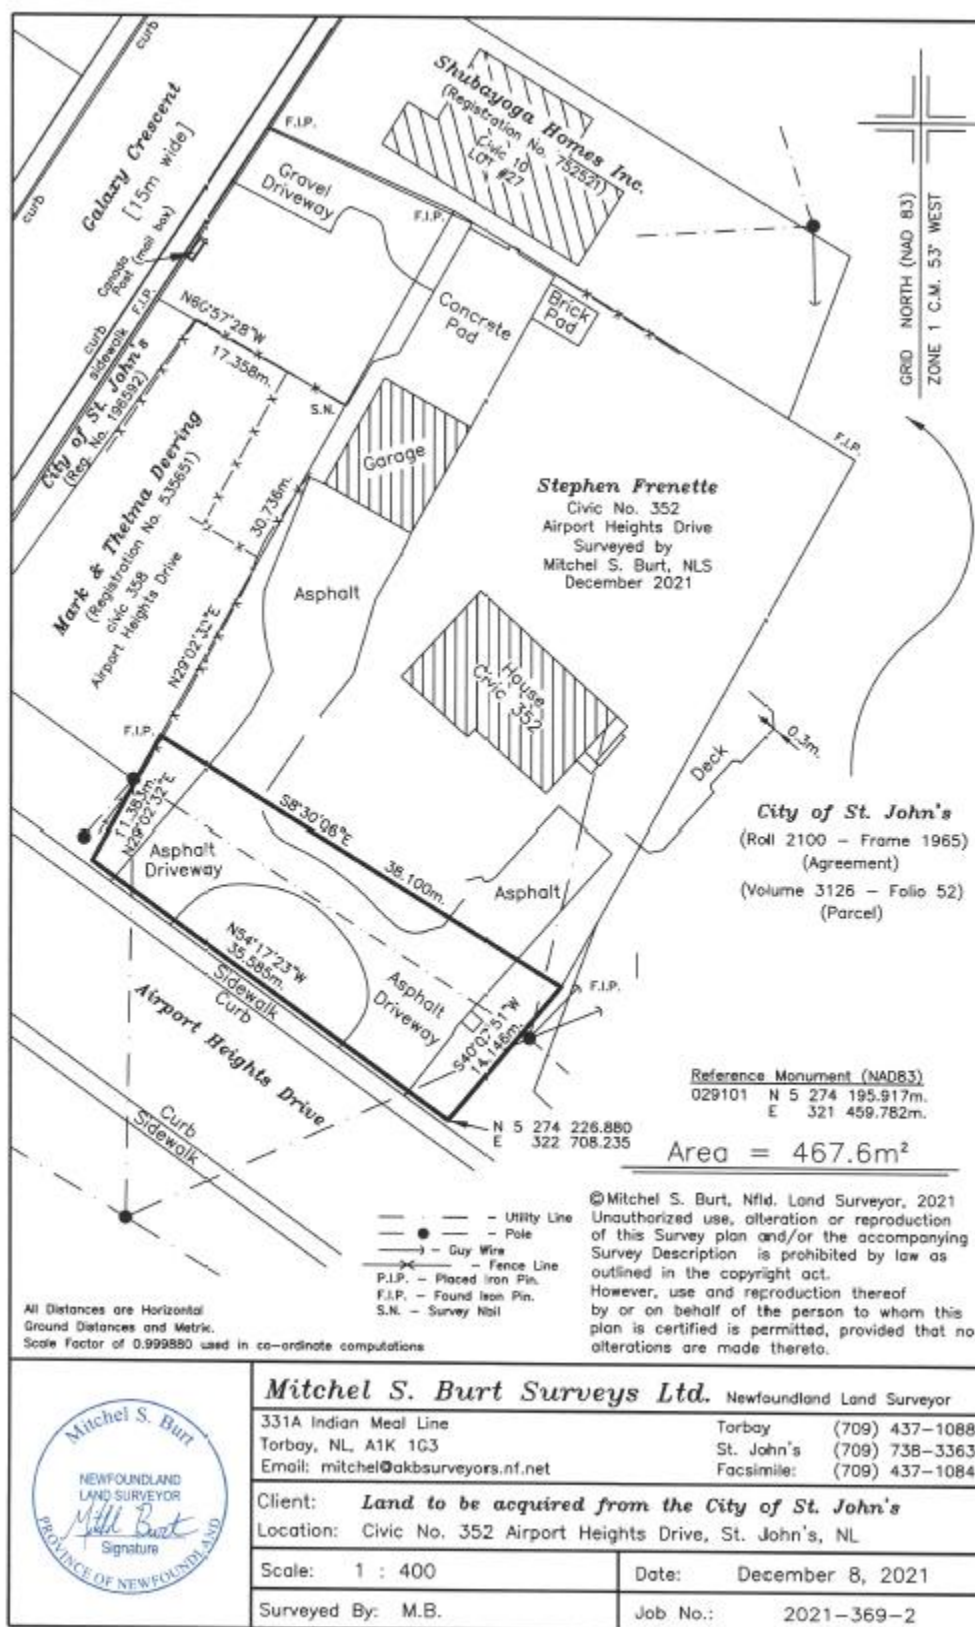 curb
curb
Galaxy Crescent
[15m wide]
Canada
Post (mail box)
F.I.P.
curb
sidewalk
City of St. John's
(Reg. No. 196592)
F.I.P.
Gravel
Driveway
F.I.P.
Shubayoga Homes Inc.
(Registration No. 752521)
Civic 10
LOT #27
GRID NORTH (NAD 83)
ZONE 1 C.M. 53° WEST
Concrete
Pad
Brick
Pad
N60°57'28"W
17.358m.
S.N.
Garage
F.I.P.
Mark & Thelma Deering
(Registration No. 535651)
civic 358
Airport Heights Drive
30.736m.
N29°02'32"E
Asphalt
Stephen Frenette
Civic No. 352
Airport Heights Drive
Surveyed by
Mitchel S. Burt, NLS
December 2021
House
Civic 352
Deck
0.3m.
City of St. John's
(Roll 2100 - Frame 1965)
(Agreement)
(Volume 3126 - Folio 52)
(Parcel)
F.I.P.
11.383m.
N29°02'32"E
S8°30'06"E
38.100m.
Asphalt
Driveway
Asphalt
N54°17'23"W
35.585m.
Sidewalk
Curb
Asphalt
Driveway
14.146m.
F.I.P.
Airport Heights Drive
Curb
Sidewalk
N 5 274 226.880
E 322 708.235
Reference Monument (NAD83)
029101 N 5 274 195.917m.
E 321 459.782m.
Area = 467.6m²
Utility Line
Pole
Guy Wire
Fence Line
P.I.P. - Placed Iron Pin.
F.I.P. - Found Iron Pin.
S.N. - Survey Nail
©Mitchel S. Burt, Nfld. Land Surveyor, 2021
Unauthorized use, alteration or reproduction
of this Survey plan and/or the accompanying
Survey Description is prohibited by law as
outlined in the copyright act.
However, use and reproduction thereof
by or on behalf of the person to whom this
plan is certified is permitted, provided that no
alterations are made thereto.
All Distances are Horizontal
Ground Distances and Metric.
Scale Factor of 0.999880 used in co-ordinate computations
Mitchel S. Burt
NEWFOUNDLAND
LAND SURVEYOR
Mitchel Burt
Signature
PROVINCE OF NEWFOUNDLAND
Mitchel S. Burt Surveys Ltd. Newfoundland Land Surveyor
331A Indian Meal Line
Torbay, NL, A1K 1G3
Email: mitchel@akbsurveyors.nf.net
Torbay (709) 437-1088
St. John's (709) 738-3363
Facsimile: (709) 437-1084
Client: Land to be acquired from the City of St. John's
Location: Civic No. 352 Airport Heights Drive, St. John's, NL
Scale: 1 : 400
Date: December 8, 2021
Surveyed By: M.B.
Job No.: 2021-369-2